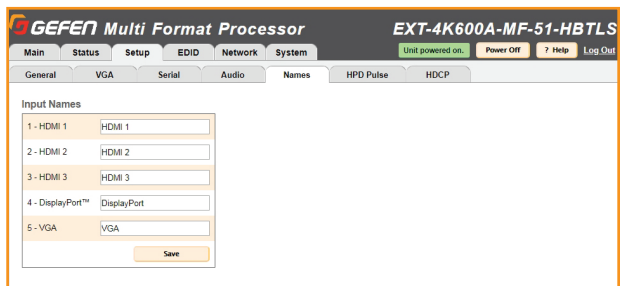 GEFEN Multi Format Processor EXT-4K600A-MF-51-HBTLS
Main Status Setup EDID Network System Unit powered on. Power Off ? Help Log Out
General VGA Serial Audio Names HPD Pulse HDCP
Input Names
1 - HDMI 1 HDMI 1
2 - HDMI 2 HDMI 2
3 - HDMI 3 HDMI 3
4 - DisplayPort™ DisplayPort
5 - VGA VGA
Save